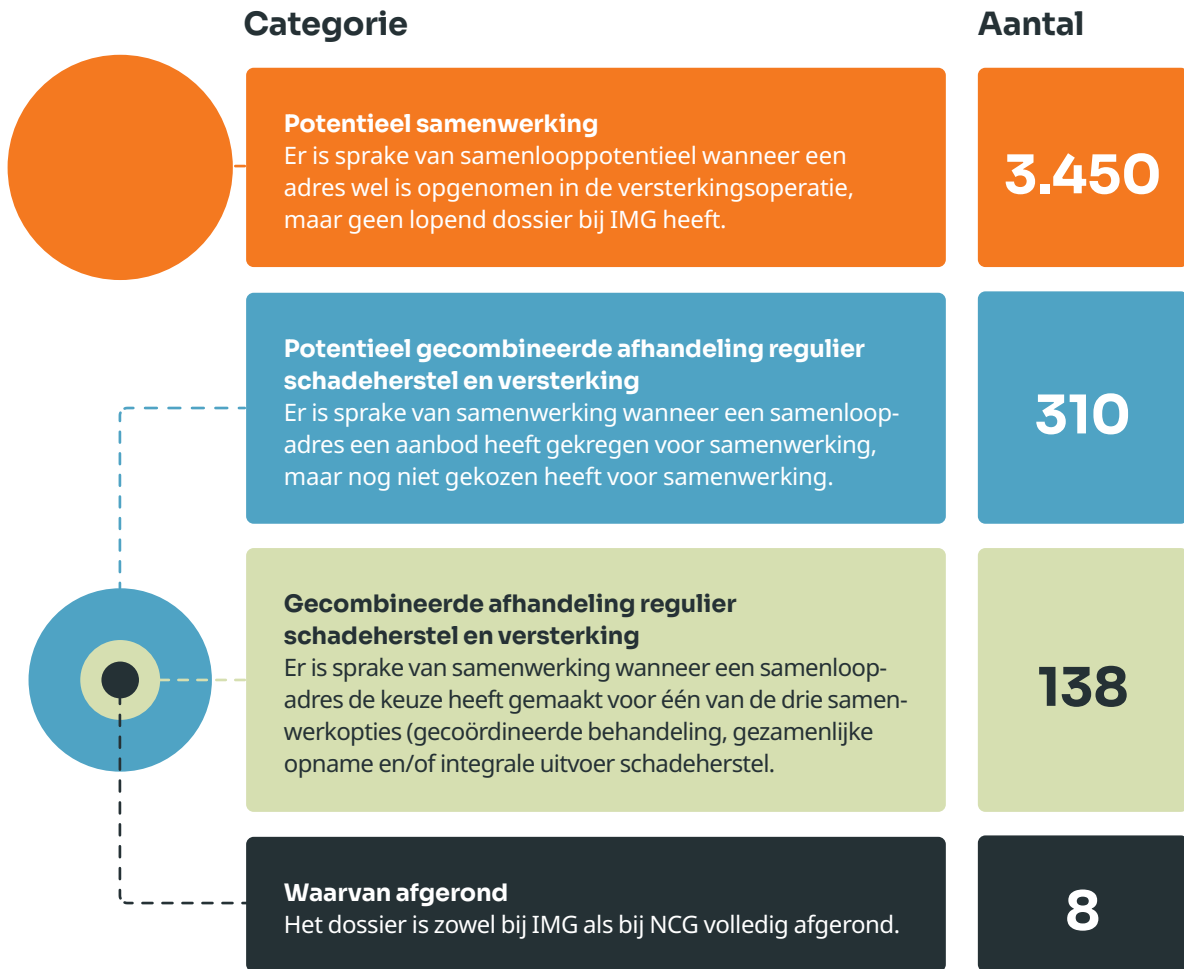 Categorie
Aantal
Potentieel samenwerking
Er is sprake van samenlooppotentieel wanneer een
adres wel is opgenomen in de versterkingsoperatie,
maar geen lopend dossier bij IMG heeft.
3.450
Potentieel gecombineerde afhandeling regulier
schadeherstel en versterking
Er is sprake van samenwerking wanneer een samenloop-
adres een aanbod heeft gekregen voor samenwerking,
maar nog niet gekozen heeft voor samenwerking.
310
Gecombineerde afhandeling regulier
schadeherstel en versterking
Er is sprake van samenwerking wanneer een samenloop-
adres de keuze heeft gemaakt voor één van de drie samen-
werkopties (gecoördineerde behandeling, gezamenlijke
opname en/of integrale uitvoer schadeherstel.
138
Waarvan afgerond
Het dossier is zowel bij IMG als bij NCG volledig afgerond.
8